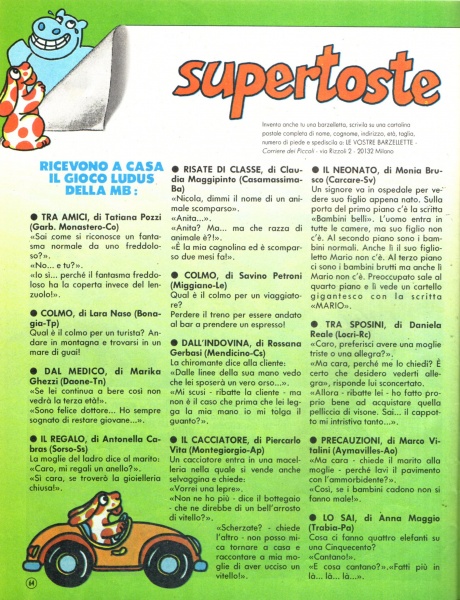 supertoste
Invento anche tu una barzelletta, scrivila su una cartolina
postale completa di nome, cognome, indirizzo, età, taglia,
numero di piede e spediscila a: LE VOSTRE BARZELLETTE -
Corriere dei Piccoli - via Rizzoli 2 - 20132 Milano
RICEVONO A CASA
IL GIOCO LUDUS
DELLA MB :
● TRA AMICI, di Tatiana Pozzi
(Garb. Monastero-Co)
«Sai come si riconosce un fanta-
sma normale da uno freddolo-
so?».
«No... e tu?».
«Io sì... perché il fantasma freddo-
loso ha la coperta invece del len-
zuolo!».
● COLMO, di Lara Naso (Bona-
gia-Tp)
Qual è il colmo per un turista? An-
dare in montagna e trovarsi in un
mare di guai!
● DAL MEDICO, di Marika
Ghezzi (Daone-Tn)
«Se lei continua a bere così non
vedrà la terza età!».
«Sono felice dottore... Ho sempre
sognato di restare giovane...».
● IL REGALO, di Antonella Ca-
bras (Sorso-Ss)
La moglie del ladro dice al marito:
«Caro, mi regali un anello?».
«Sì cara, se troverò la gioielleria
chiusa!».
● RISATE DI CLASSE, di Clau-
dia Maggipinto (Casamassima-
Ba)
«Nicola, dimmi il nome di un ani-
male scomparso».
«Anita...».
«Anita? Ma... ma che razza di
animale è?!».
«È la mia cagnolina ed è scompar-
so due mesi fa!».
● COLMO, di Savino Petroni
(Miggiano-Le)
Qual è il colmo per un viaggiato-
re?
Perdere il treno per essere andato
al bar a prendere un espresso!
● DALL'INDOVINA, di Rossana
Gerbasi (Mendicino-Cs)
La chiromante dice alla cliente:
«Dalle linee della sua mano vedo
che lei sposerà un vero orso...».
«Mi scusi - ribatte la cliente - ma
non è il caso che prima che lei leg-
ga la mia mano io mi tolga il
guanto?».
● IL CACCIATORE, di Piercarlo
Vita (Montegiorgio-Ap)
Un cacciatore entra in una macel-
leria nella quale si vende anche
selvaggina e chiede:
«Vorrei una lepre».
«Non ne ho più - dice il bottegaio
- che ne direbbe di un bell'arrosto
di vitello?».
«Scherzate? - chiede
l'altro - non posso mi-
ca tornare a casa e
raccontare a mia mo-
glie di aver ucciso un
vitello!».
● IL NEONATO, di Monia Bru-
sco (Carcare-Sv)
Un signore va in ospedale per ve-
dere suo figlio appena nato. Sulla
porta del primo piano c'è la scritta
«Bambini belli». L'uomo entra in
tutte le camere, ma suo figlio non
c'è. Al secondo piano ci sono i bam-
bini normali. Anche lì il suo figlio-
letto Mario non c'è. Al terzo piano
ci sono i bambini brutti ma anche lì
Mario non c'è. Preoccupato sale al
quarto piano e lì vede un cartello
gigantesco con la scritta
«MARIO».
● TRA SPOSINI, di Daniela
Reale (Locri-Rc)
«Caro, preferisci avere una moglie
triste o una allegra?».
«Ma cara, perché me lo chiedi? È
certo che desidero vederti alle-
gra», risponde lui sconcertato.
«Allora - ribatte lei - ho fatto pro-
prio bene ad acquistare quella
pelliccia di visone. Sai... il cappot-
to mi intristiva tanto...».
● PRECAUZIONI, di Marco Vi-
talini (Aymavilles-Ao)
«Ma cara - chiede il marito alla
moglie - perché lavi il pavimento
con l'ammorbidente?».
«Così, se i bambini cadono non si
fanno male!».
● LO SAI, di Anna Maggio
(Trabia-Pa)
Cosa ci fanno quattro elefanti su
una Cinquecento?
«Cantano!».
«E cosa cantano?».«Fatti più in
là... là... là...».
64